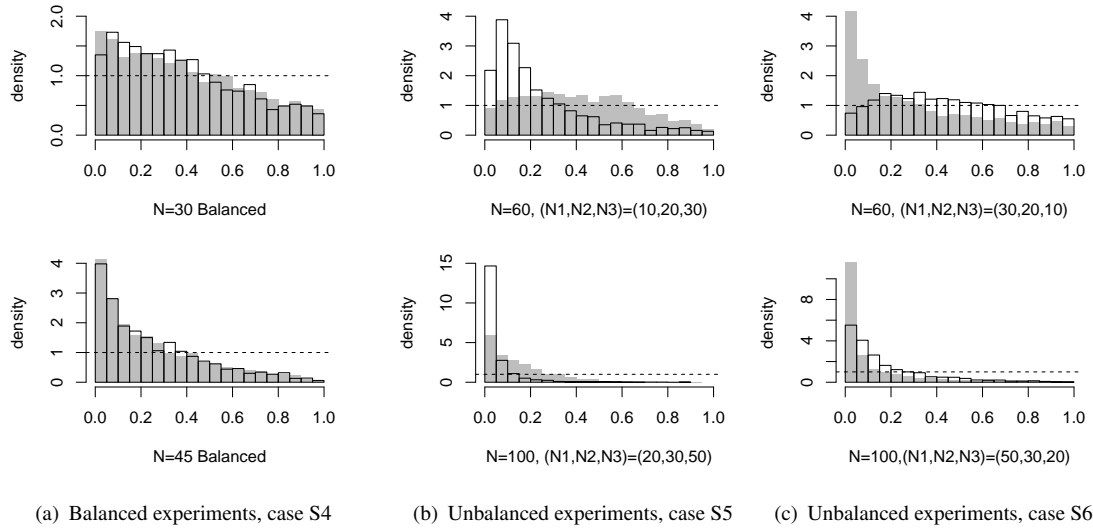 density
2.0
1.0
0.0
0.0 0.2 0.4 0.6 0.8 1.0
N=30 Balanced
density
4
3
2
1
0
0.0 0.2 0.4 0.6 0.8 1.0
N=60, (N1,N2,N3)=(10,20,30)
density
4
3
2
1
0
0.0 0.2 0.4 0.6 0.8 1.0
N=60, (N1,N2,N3)=(30,20,10)
density
4
3
2
1
0
0.0 0.2 0.4 0.6 0.8 1.0
N=45 Balanced
density
15
10
5
0
0.0 0.2 0.4 0.6 0.8 1.0
N=100, (N1,N2,N3)=(20,30,50)
density
8
4
0
0.0 0.2 0.4 0.6 0.8 1.0
N=100,(N1,N2,N3)=(50,30,20)
(a) Balanced experiments, case S4
(b) Unbalanced experiments, case S5
(c) Unbalanced experiments, case S6